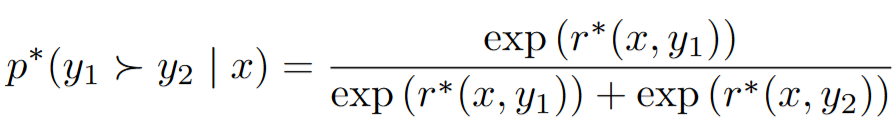 p*(y₁ ≻ y₂ | x) = exp (r*(x, y₁)) / exp (r*(x, y₁)) + exp (r*(x, y₂))